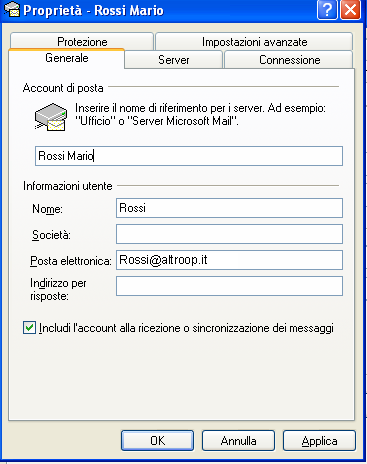 Proprietà - Rossi Mario
Protezione
Impostazioni avanzate
Generale
Server
Connessione
Account di posta
Inserire il nome di riferimento per i server. Ad esempio:
"Ufficio" o "Server Microsoft Mail".
Rossi Mario
Informazioni utente
Nome:
Rossi
Società:
Posta elettronica:
Rossi@altroop.it
Indirizzo per
risposte:
Includi l'account alla ricezione o sincronizzazione dei messaggi
OK
Annulla
Applica